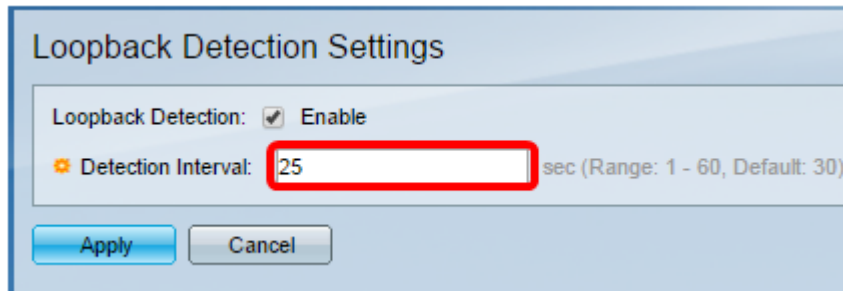 Loopback Detection Settings
Loopback Detection: Enable
Detection Interval: 25 sec (Range: 1 - 60, Default: 30)
Apply Cancel